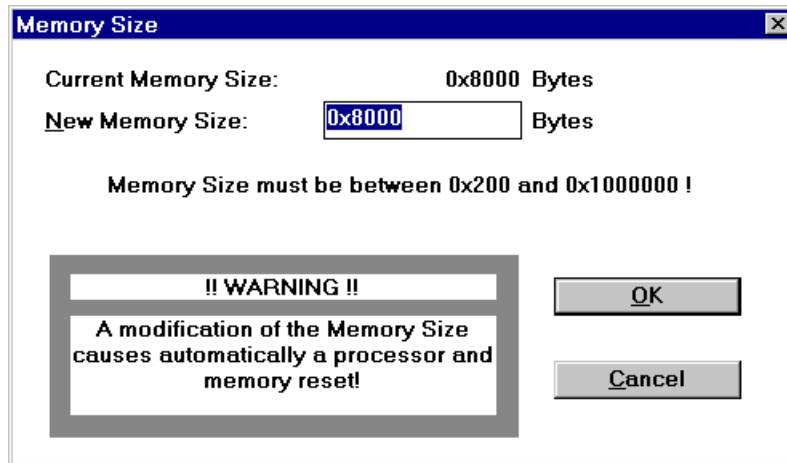 Memory Size
Current Memory Size: 0x8000 Bytes
New Memory Size: 0x8000 Bytes
Memory Size must be between 0x200 and 0x1000000 !
!! WARNING !!
A modification of the Memory Size
causes automatically a processor and
memory reset!
OK
Cancel